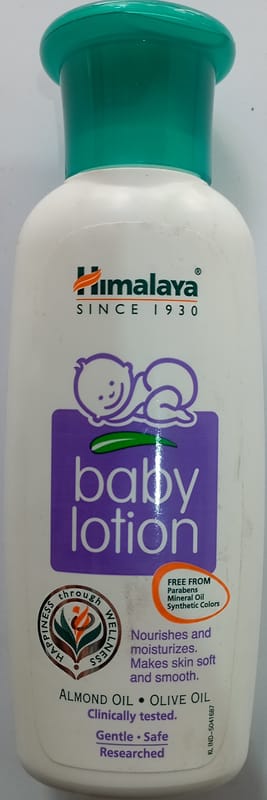 Himalaya®
SINCE 1930
baby
lotion
FREE FROM
Parabens
Mineral Oil
Synthetic Colors
HAPPINESS through WELLNESS
Nourishes and
moisturizes.
Makes skin soft
and smooth.
ALMOND OIL • OLIVE OIL
Clinically tested.
Gentle • Safe
Researched